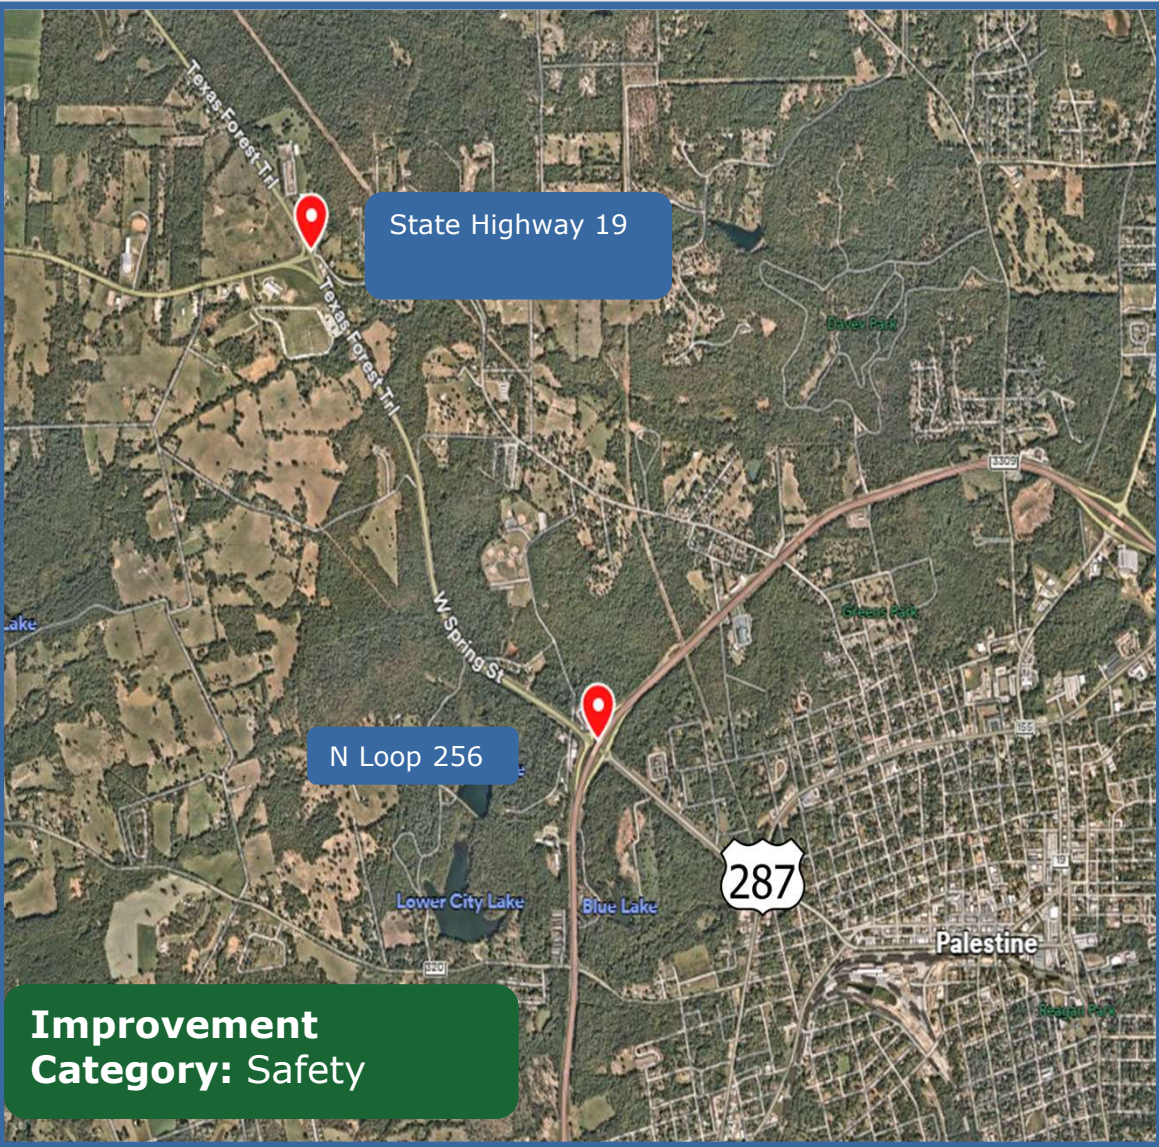 Texas Forest Trl
State Highway 19
Texas Forest Trl
Davey Park
3309
Lake
W Spring St
Greens Park
155
N Loop 256
e
287
19
Lower City Lake
Blue Lake
Palestine
320
Reagan Park
Improvement
Category: Safety